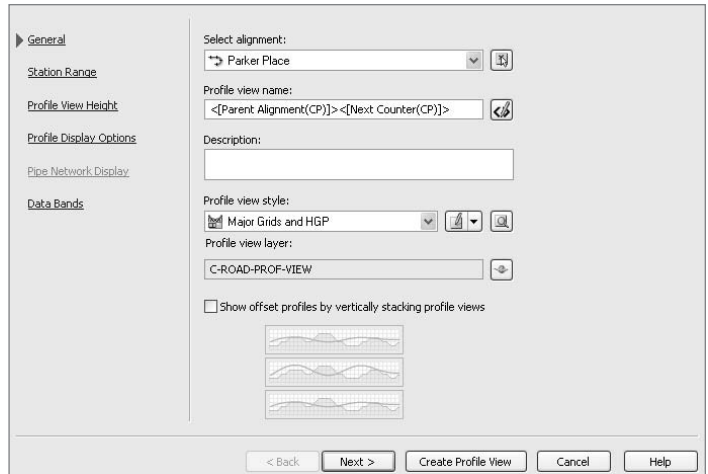 General
Station Range
Profile View Height
Profile Display Options
Pipe Network Display
Data Bands
Select alignment:
Parker Place
Profile view name:
<[Parent Alignment(CP)]><[Next Counter(CP)]>
Description:
Profile view style:
Major Grids and HGP
Profile view layer:
C-ROAD-PROF-VIEW
Show offset profiles by vertically stacking profile views
< Back Next > Create Profile View Cancel Help